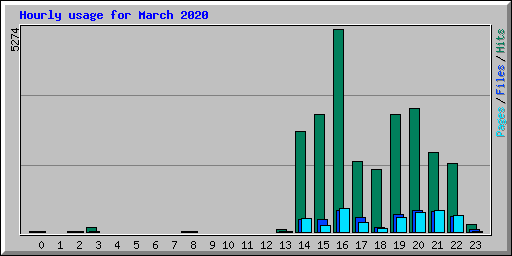 Hourly usage for March 2020
5274
Pages/Files/Hits
0 1 2 3 4 5 6 7 8 9 10 11 12 13 14 15 16 17 18 19 20 21 22 23